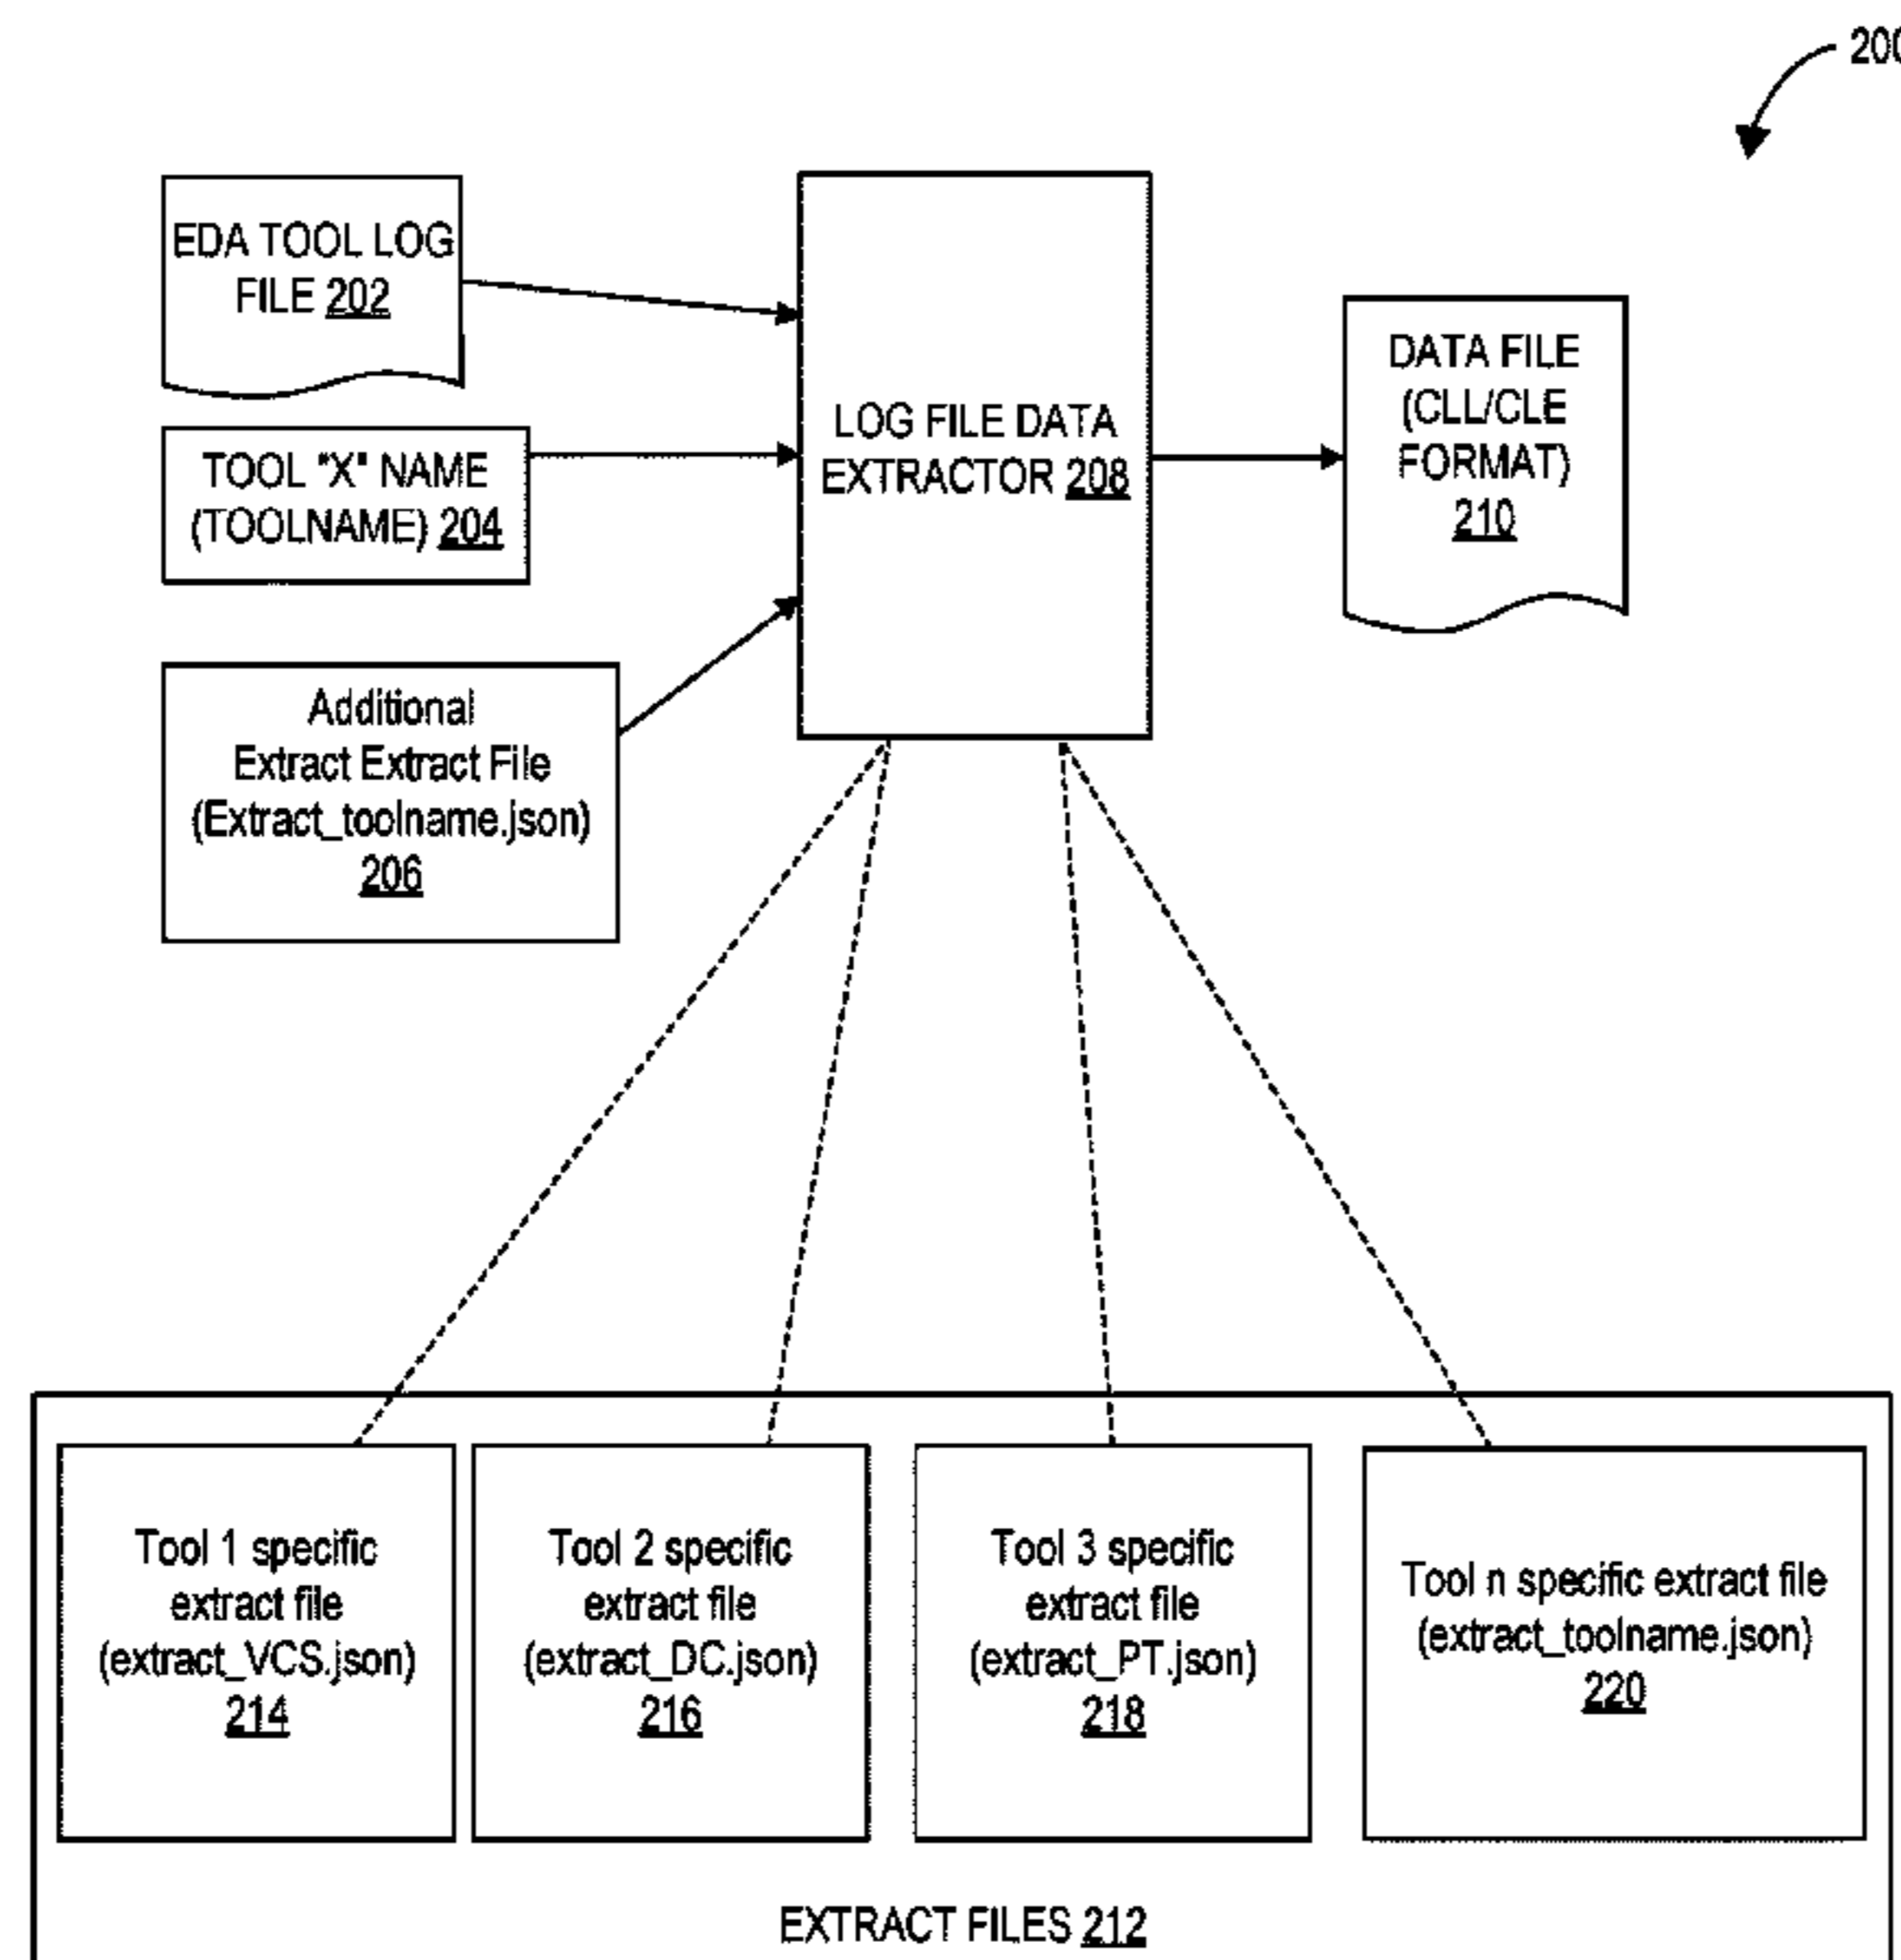 200
EDA TOOL LOG
FILE 202
TOOL "X" NAME
(TOOLNAME) 204
Additional
Extract Extract File
(Extract_toolname.json)
206
LOG FILE DATA
EXTRACTOR 208
DATA FILE
(CLL/CLE
FORMAT)
210
Tool 1 specific
extract file
(extract_VCS.json)
214
Tool 2 specific
extract file
(extract_DC.json)
216
Tool 3 specific
extract file
(extract_PT.json)
218
Tool n specific extract file
(extract_toolname.json)
220
EXTRACT FILES 212